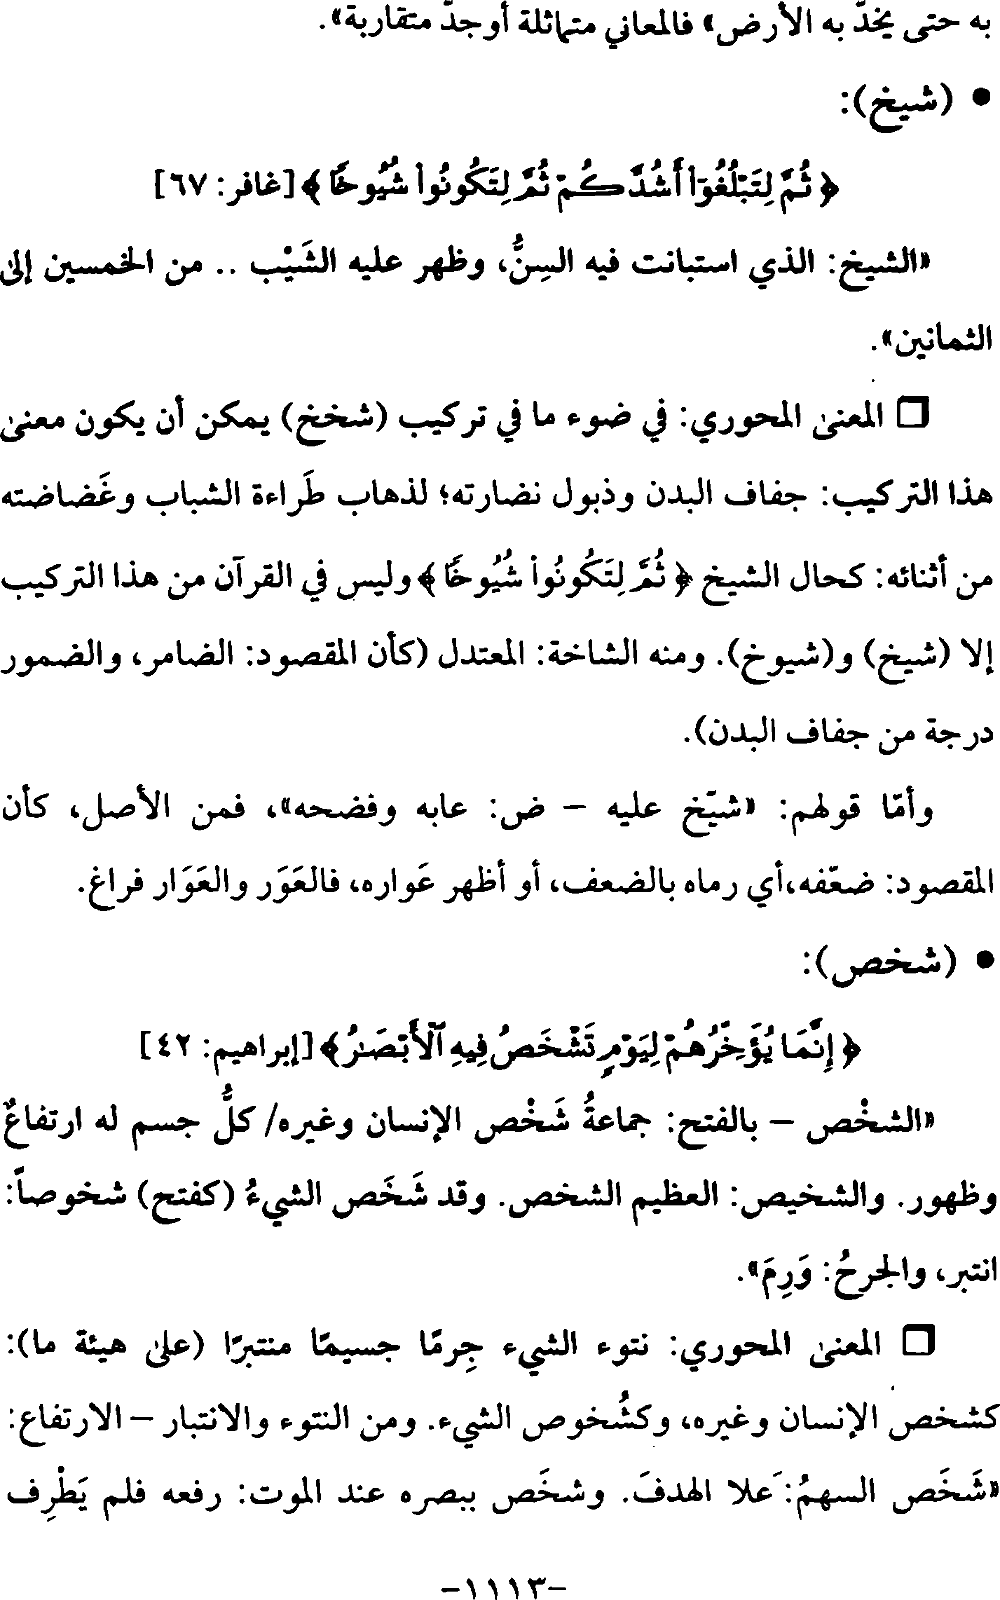 به حتى يخدّ به الأرض» فالمعاني متماثلة أو جدّ متقاربة».
• (شيخ):
﴿ ثُمَّ لِتَبْلُغُوٓا۟ أَشُدَّكُمْ ثُمَّ لِتَكُونُوا۟ شُيُوخًا ﴾ [غافر: ٦٧]
«الشيخ: الذي استبانت فيه السِنُّ، وظهر عليه الشَيْب .. من الخمسين إلى
الثمانين».
❒ المعنى المحوري: في ضوء ما في تركيب (شخخ) يمكن أن يكون معنى
هذا التركيب: جفاف البدن وذبول نضارته؛ لذهاب طَراءة الشباب وغَضاضته
من أثنائه: كحال الشيخ ﴿ ثُمَّ لِتَكُونُوا۟ شُيُوخًا ﴾ وليس في القرآن من هذا التركيب
إلا (شيخ) و(شيوخ). ومنه الشاخة: المعتدل (كأن المقصود: الضامر، والضمور
درجة من جفاف البدن).
وأمّا قولهم: «شيّخ عليه – ض: عابه وفضحه»، فمن الأصل، كأن
المقصود: ضعّفه،أي رماه بالضعف، أو أظهر عَواره، فالعَوَر والعَوَار فراغ.
• (شخص):
﴿ إِنَّمَا يُؤَخِّرُهُمْ لِيَوْمٍ تَشْخَصُ فِيهِ ٱلْأَبْصَـٰرُ ﴾ [إبراهيم: ٤٢]
«الشخْص – بالفتح: جماعةُ شَخْص الإنسان وغيره/ كلُّ جسم له ارتفاعٌ
وظهور. والشخيص: العظيم الشخص. وقد شَخَص الشيءُ (كفتح) شخوصاً:
انتبر، والجرحُ: وَرِمَ».
❒ المعنى المحوري: نتوء الشيء جِرمًا جسيمًا منتبرًا (على هيئة ما):
كشخص الإنسان وغيره، وكشُخوص الشيء. ومن النتوء والانتبار – الارتفاع:
«شَخَص السهمُ: عَلا الهدفَ. وشخَص ببصره عند الموت: رفعه فلم يَطْرِف
-١١١٣-